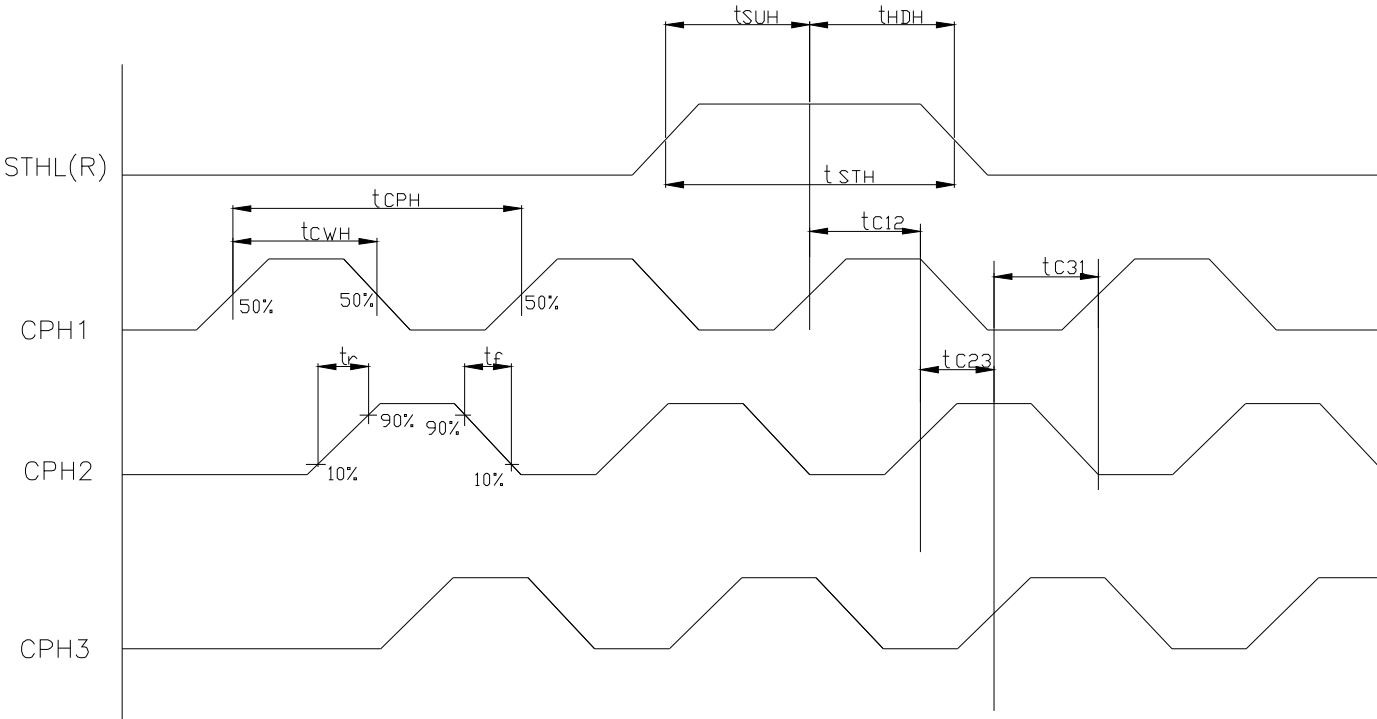 tSUH tHDH
STHL(R)
tSTH
tCPH
tCWH
tC12
50% 50% 50%
tC31
CPH1
tr tf
tC23
90% 90%
CPH2
10% 10%
CPH3